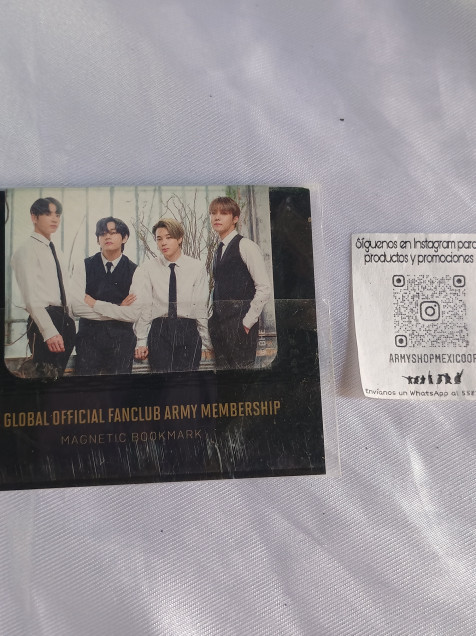 GLOBAL OFFICIAL FANCLUB ARMY MEMBERSHIP
MAGNETIC BOOKMARK
Síguenos en Instagram para
productos y promociones
ARMYSHOPMEXICOOF
Envíanos un WhatsApp al